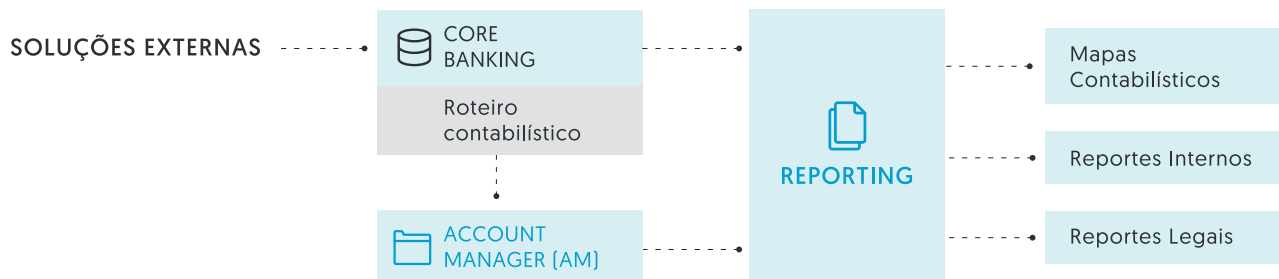 SOLUÇÕES EXTERNAS
CORE
BANKING
Roteiro
contabilístico
ACCOUNT
MANAGER (AM)
REPORTING
Mapas
Contabilísticos
Reportes Internos
Reportes Legais